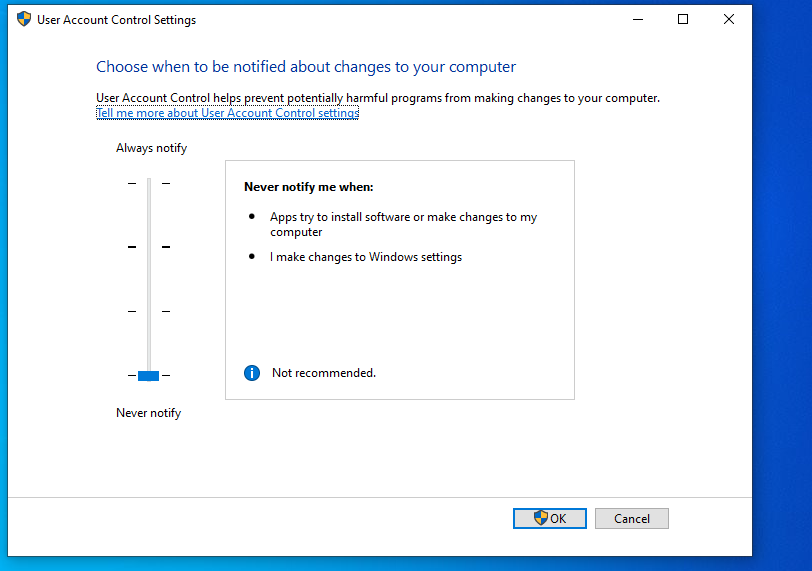 User Account Control Settings
Choose when to be notified about changes to your computer
User Account Control helps prevent potentially harmful programs from making changes to your computer.
Tell me more about User Account Control settings
Always notify
Never notify me when:
Apps try to install software or make changes to my
computer
I make changes to Windows settings
Not recommended.
Never notify
OK
Cancel